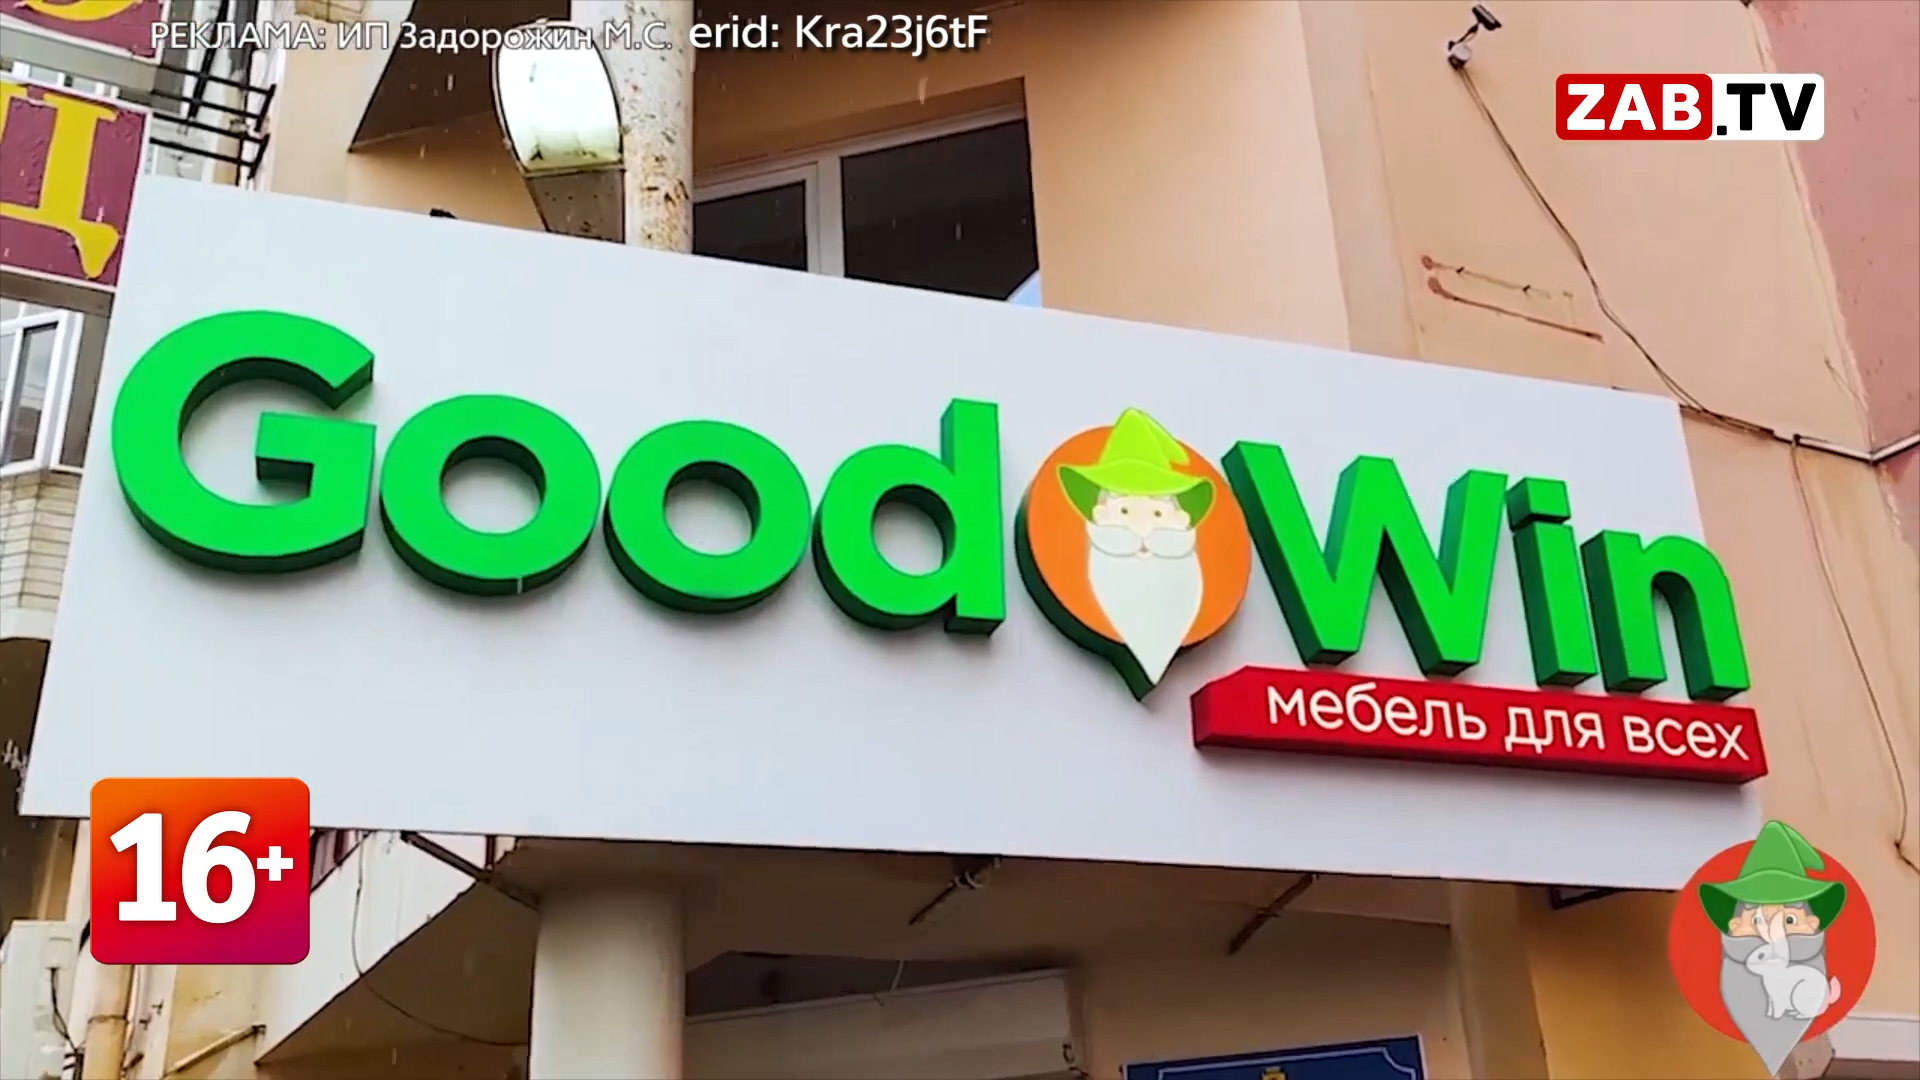 РЕКЛАМА: ИП Задорожин М.С. erid: Kra23j6tF
ZAB.TV
Ц
GoodWin
мебель для всех
16+